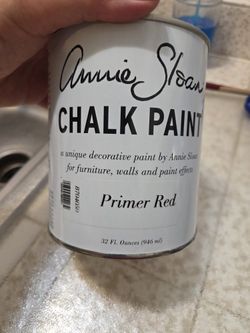 Annie Sloan
CHALK PAINT
a unique decorative paint by Annie Sloan
for furniture, walls and paint effects
Primer Red
32 Fl. Ounces (946 ml)